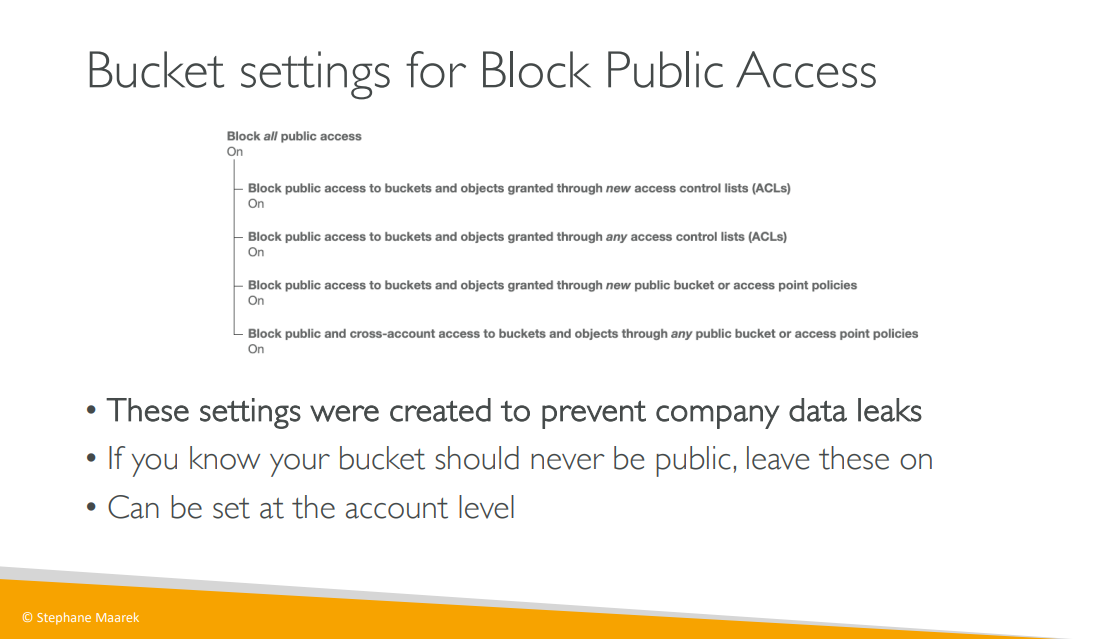 Bucket settings for Block Public Access
Block all public access
On
Block public access to buckets and objects granted through new access control lists (ACLs)
On
Block public access to buckets and objects granted through any access control lists (ACLs)
On
Block public access to buckets and objects granted through new public bucket or access point policies
On
Block public and cross-account access to buckets and objects through any public bucket or access point policies
On
• These settings were created to prevent company data leaks
• If you know your bucket should never be public, leave these on
• Can be set at the account level
© Stephane Maarek